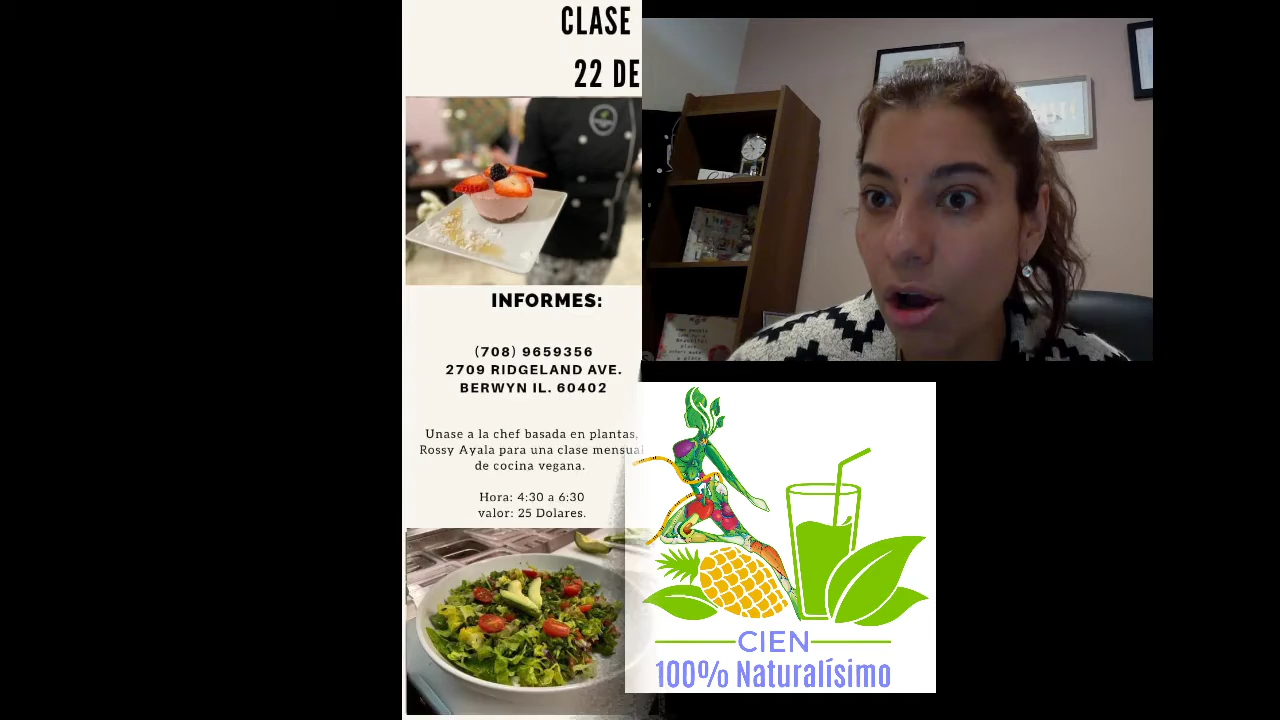 CLASE
22 DE
INFORMES:
(708) 9659356
2709 RIDGELAND AVE.
BERWYN IL. 60402
Unase a la chef basada en plantas,
Rossy Ayala para una clase mensual
de cocina vegana.
Hora: 4:30 a 6:30
valor: 25 Dolares.
CIEN
100% Naturalísimo